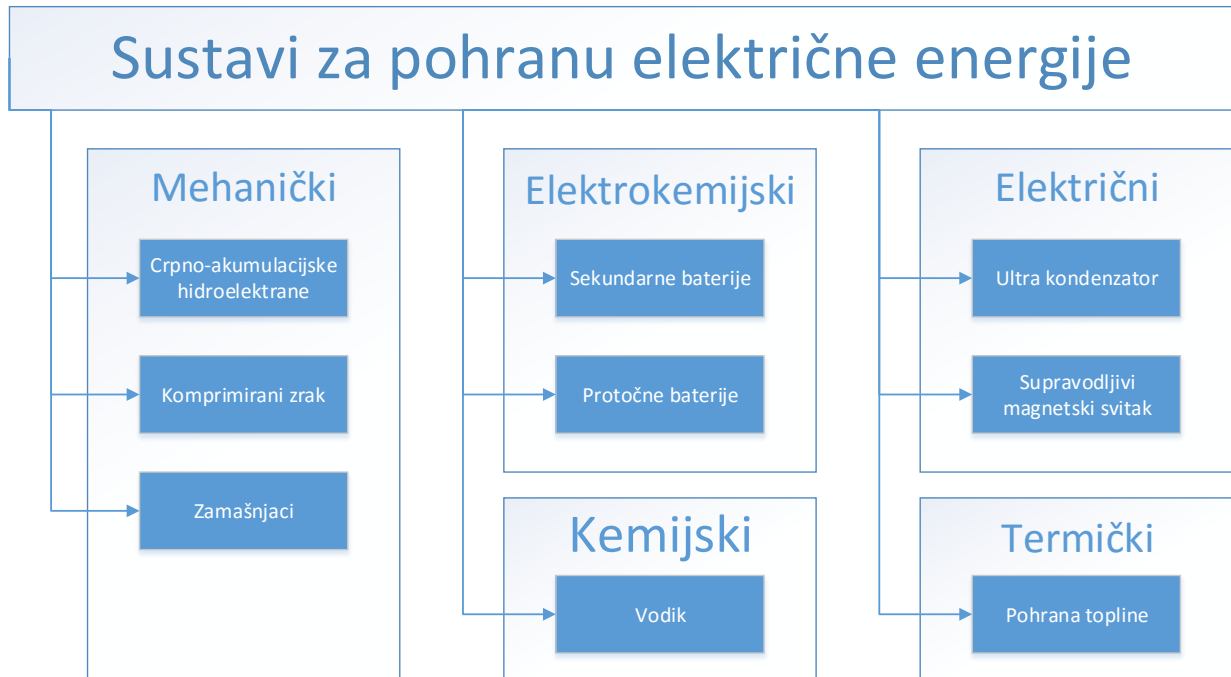 Sustavi za pohranu električne energije
Mehanički
Crpno-akumulacijske
hidroelektrane
Komprimirani zrak
Zamašnjaci
Elektrokemijski
Sekundarne baterije
Protočne baterije
Kemijski
Vodik
Električni
Ultra kondenzator
Supravodljivi
magnetski svitak
Termički
Pohrana topline